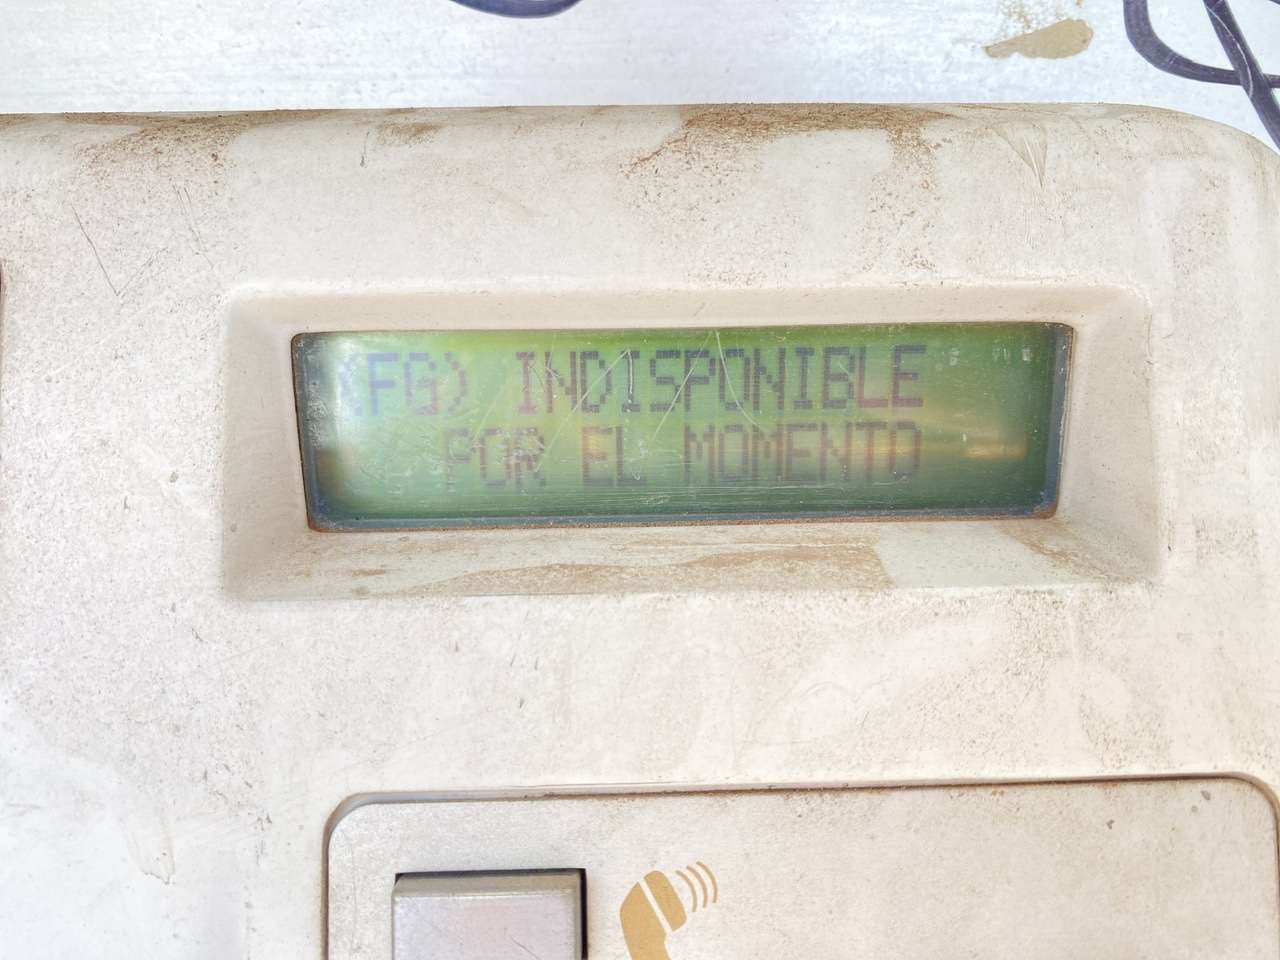 (FG) INDISPONIBLE
POR EL MOMENTO